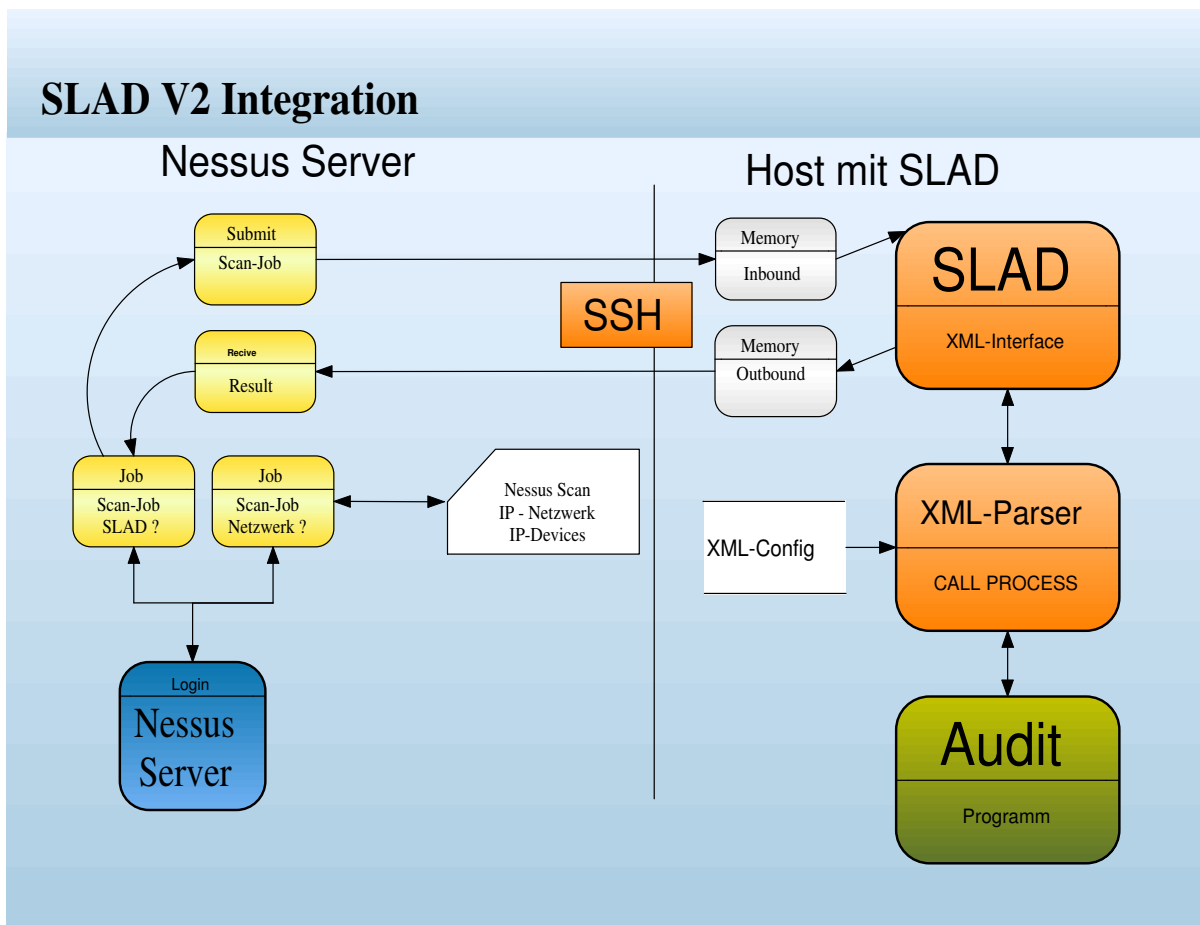 SLAD V2 Integration
Nessus Server
Host mit SLAD
Submit
Scan-Job
Memory
Inbound
SLAD
XML-Interface
SSH
Recive
Result
Memory
Outbound
Job
Scan-Job
SLAD ?
Job
Scan-Job
Netzwerk ?
Nessus Scan
IP - Netzwerk
IP-Devices
XML-Config
XML-Parser
CALL PROCESS
Login
Nessus
Server
Audit
Programm